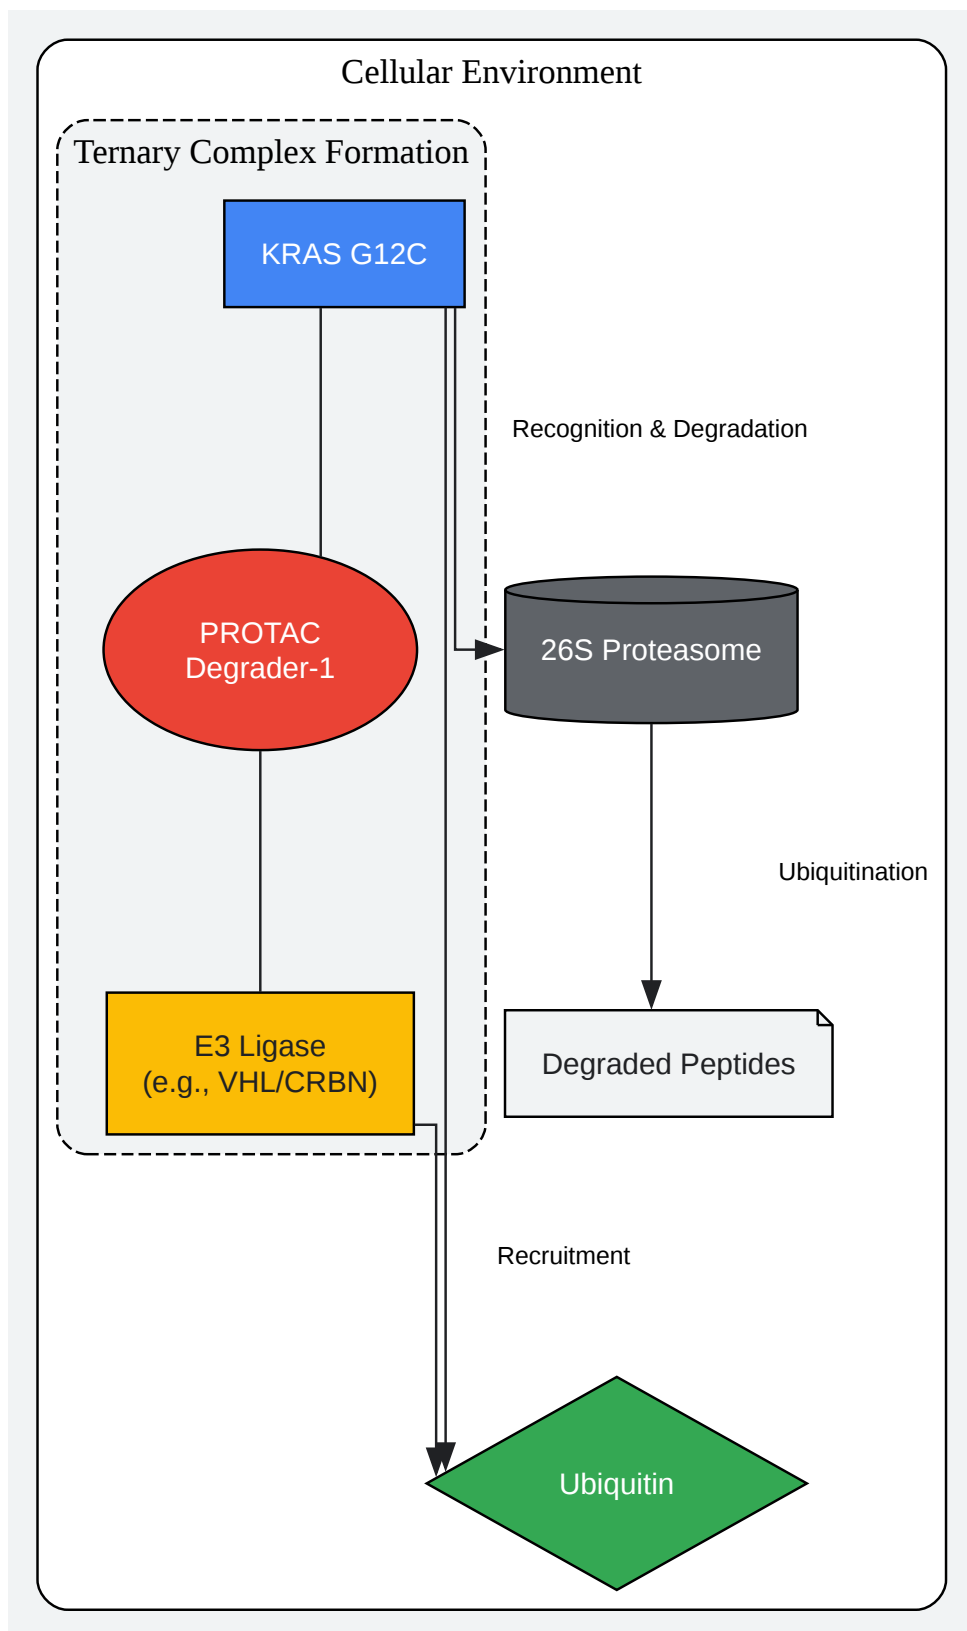 Cellular Environment
Ternary Complex Formation
KRAS G12C
Recognition & Degradation
PROTAC
Degrader-1
26S Proteasome
Ubiquitination
E3 Ligase
(e.g., VHL/CRBN)
Degraded Peptides
Recruitment
Ubiquitin